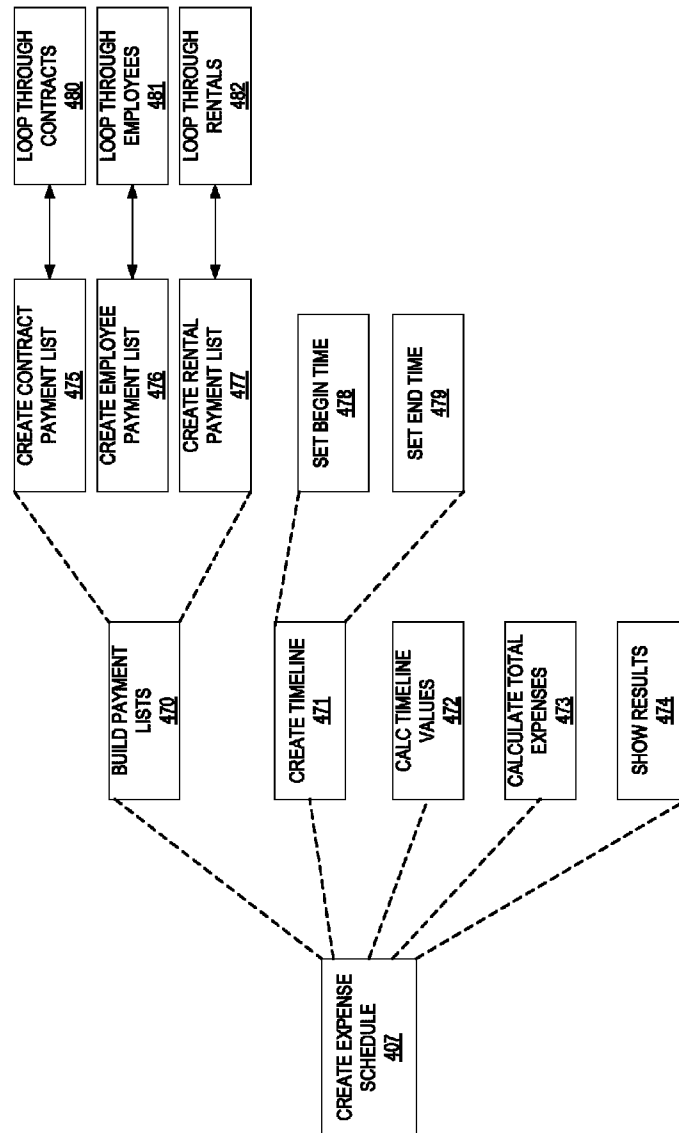 CREATE EXPENSE
SCHEDULE
407
BUILD PAYMENT
LISTS
470
CREATE TIMELINE
471
CALC TIMELINE
VALUES
472
CALCULATE TOTAL
EXPENSES
473
SHOW RESULTS
474
CREATE CONTRACT
PAYMENT LIST
475
CREATE EMPLOYEE
PAYMENT LIST
476
CREATE RENTAL
PAYMENT LIST
477
SET BEGIN TIME
478
SET END TIME
479
LOOP THROUGH
CONTRACTS
480
LOOP THROUGH
EMPLOYEES
481
LOOP THROUGH
RENTALS
482